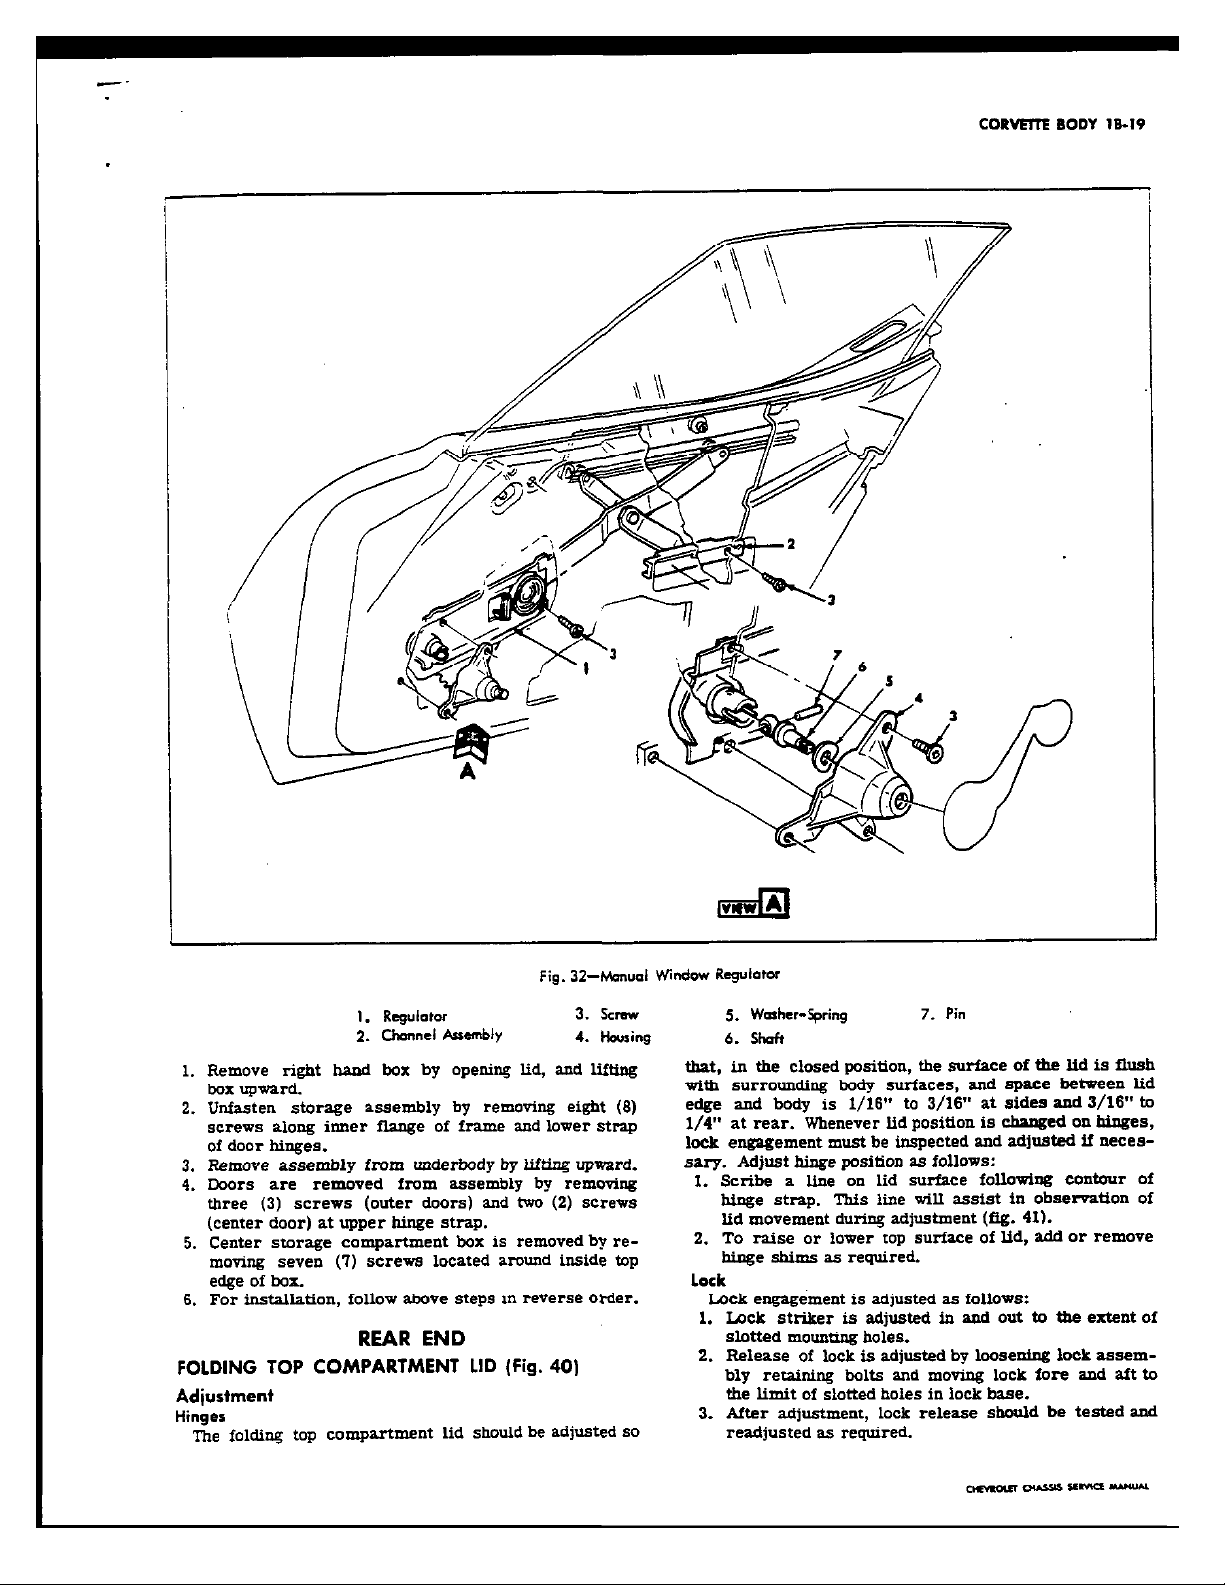 CORVETTE BODY 1B-19
2
3
3
1
7
6
5
4
3
A
VIEW A
Fig. 32—Manual Window Regulator
1. Regulator
2. Channel Assembly
3. Screw
4. Housing
5. Washer-Spring
6. Shaft
7. Pin
1. Remove right hand box by opening lid, and lifting
box upward.
2. Unfasten storage assembly by removing eight (8)
screws along inner flange of frame and lower strap
of door hinges.
3. Remove assembly from underbody by lifting upward.
4. Doors are removed from assembly by removing
three (3) screws (outer doors) and two (2) screws
(center door) at upper hinge strap.
5. Center storage compartment box is removed by re-
moving seven (7) screws located around inside top
edge of box.
6. For installation, follow above steps in reverse order.
REAR END
FOLDING TOP COMPARTMENT LID (Fig. 40)
Adjustment
Hinges
The folding top compartment lid should be adjusted so
that, in the closed position, the surface of the lid is flush
with surrounding body surfaces, and space between lid
edge and body is 1/16" to 3/16" at sides and 3/16" to
1/4" at rear. Whenever lid position is changed on hinges,
lock engagement must be inspected and adjusted if neces-
sary. Adjust hinge position as follows:
1. Scribe a line on lid surface following contour of
hinge strap. This line will assist in observation of
lid movement during adjustment (fig. 41).
2. To raise or lower top surface of lid, add or remove
hinge shims as required.
Lock
Lock engagement is adjusted as follows:
1. Lock striker is adjusted in and out to the extent of
slotted mounting holes.
2. Release of lock is adjusted by loosening lock assem-
bly retaining bolts and moving lock fore and aft to
the limit of slotted holes in lock base.
3. After adjustment, lock release should be tested and
readjusted as required.
CHEVROLET CHASSIS SERVICE MANUAL